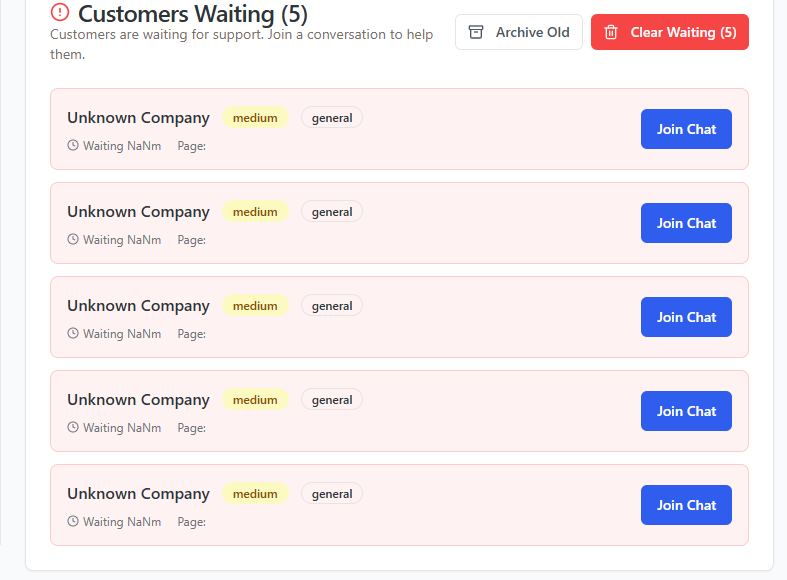 Customers Waiting (5)
Customers are waiting for support. Join a conversation to help
them.
Archive Old
Clear Waiting (5)
Unknown Company medium general
Waiting NaNm Page:
Join Chat
Unknown Company medium general
Waiting NaNm Page:
Join Chat
Unknown Company medium general
Waiting NaNm Page:
Join Chat
Unknown Company medium general
Waiting NaNm Page:
Join Chat
Unknown Company medium general
Waiting NaNm Page:
Join Chat